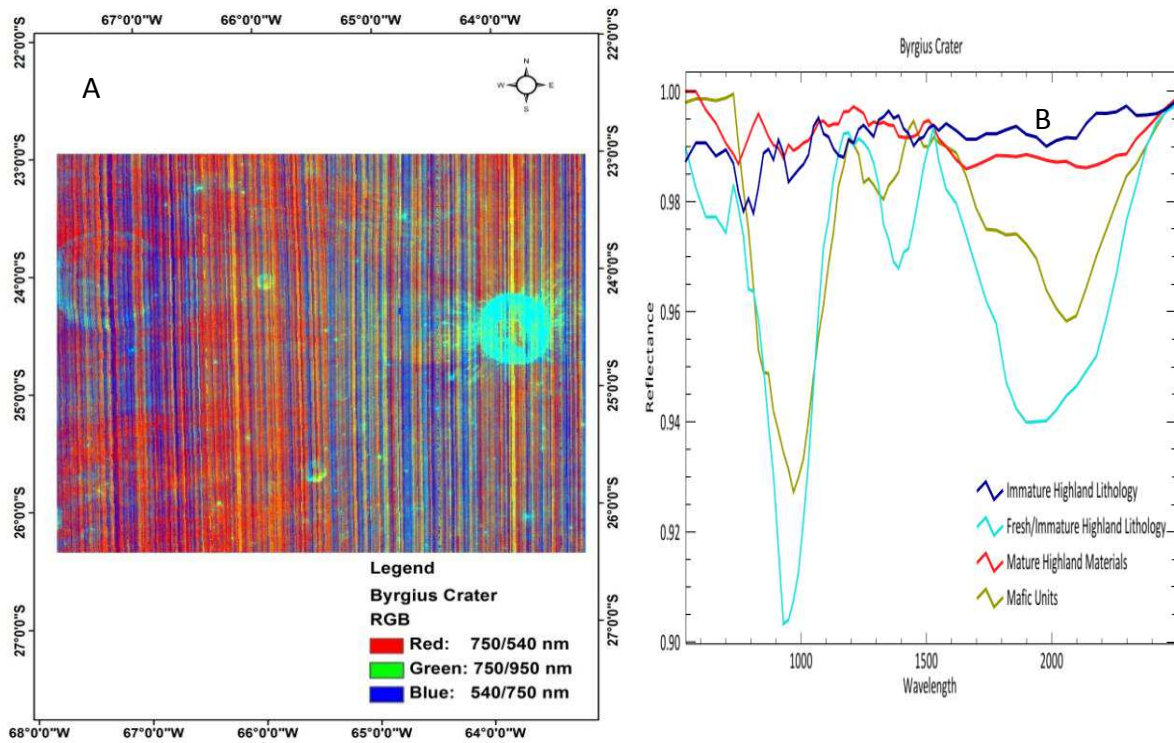 67°0'0"W 66°0'0"W 65°0'0"W 64°0'0"W
22°0'0"S
23°0'0"S
24°0'0"S
25°0'0"S
26°0'0"S
27°0'0"S
A
N
W E
S
22°0'0"S
23°0'0"S
24°0'0"S
25°0'0"S
26°0'0"S
27°0'0"S
Legend
Byrgius Crater
RGB
Red: 750/540 nm
Green: 750/950 nm
Blue: 540/750 nm
68°0'0"W 67°0'0"W 66°0'0"W 65°0'0"W 64°0'0"W
Byrgius Crater
B
1.00
0.98
0.96
0.94
0.92
0.90
Reflectance
Immature Highland Lithology
Fresh/Immature Highland Lithology
Mature Highland Materials
Mafic Units
1000 1500 2000
Wavelength